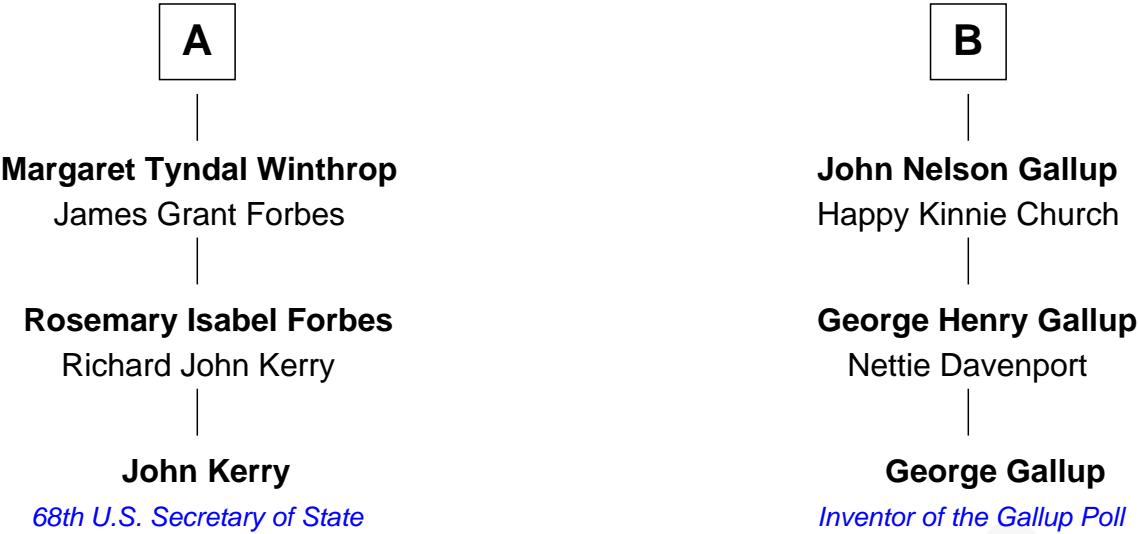 A
B
Margaret Tyndal Winthrop
John Nelson Gallup
James Grant Forbes
Happy Kinnie Church
Rosemary Isabel Forbes
George Henry Gallup
Richard John Kerry
Nettie Davenport
John Kerry
George Gallup
68th U.S. Secretary of State
Inventor of the Gallup Poll